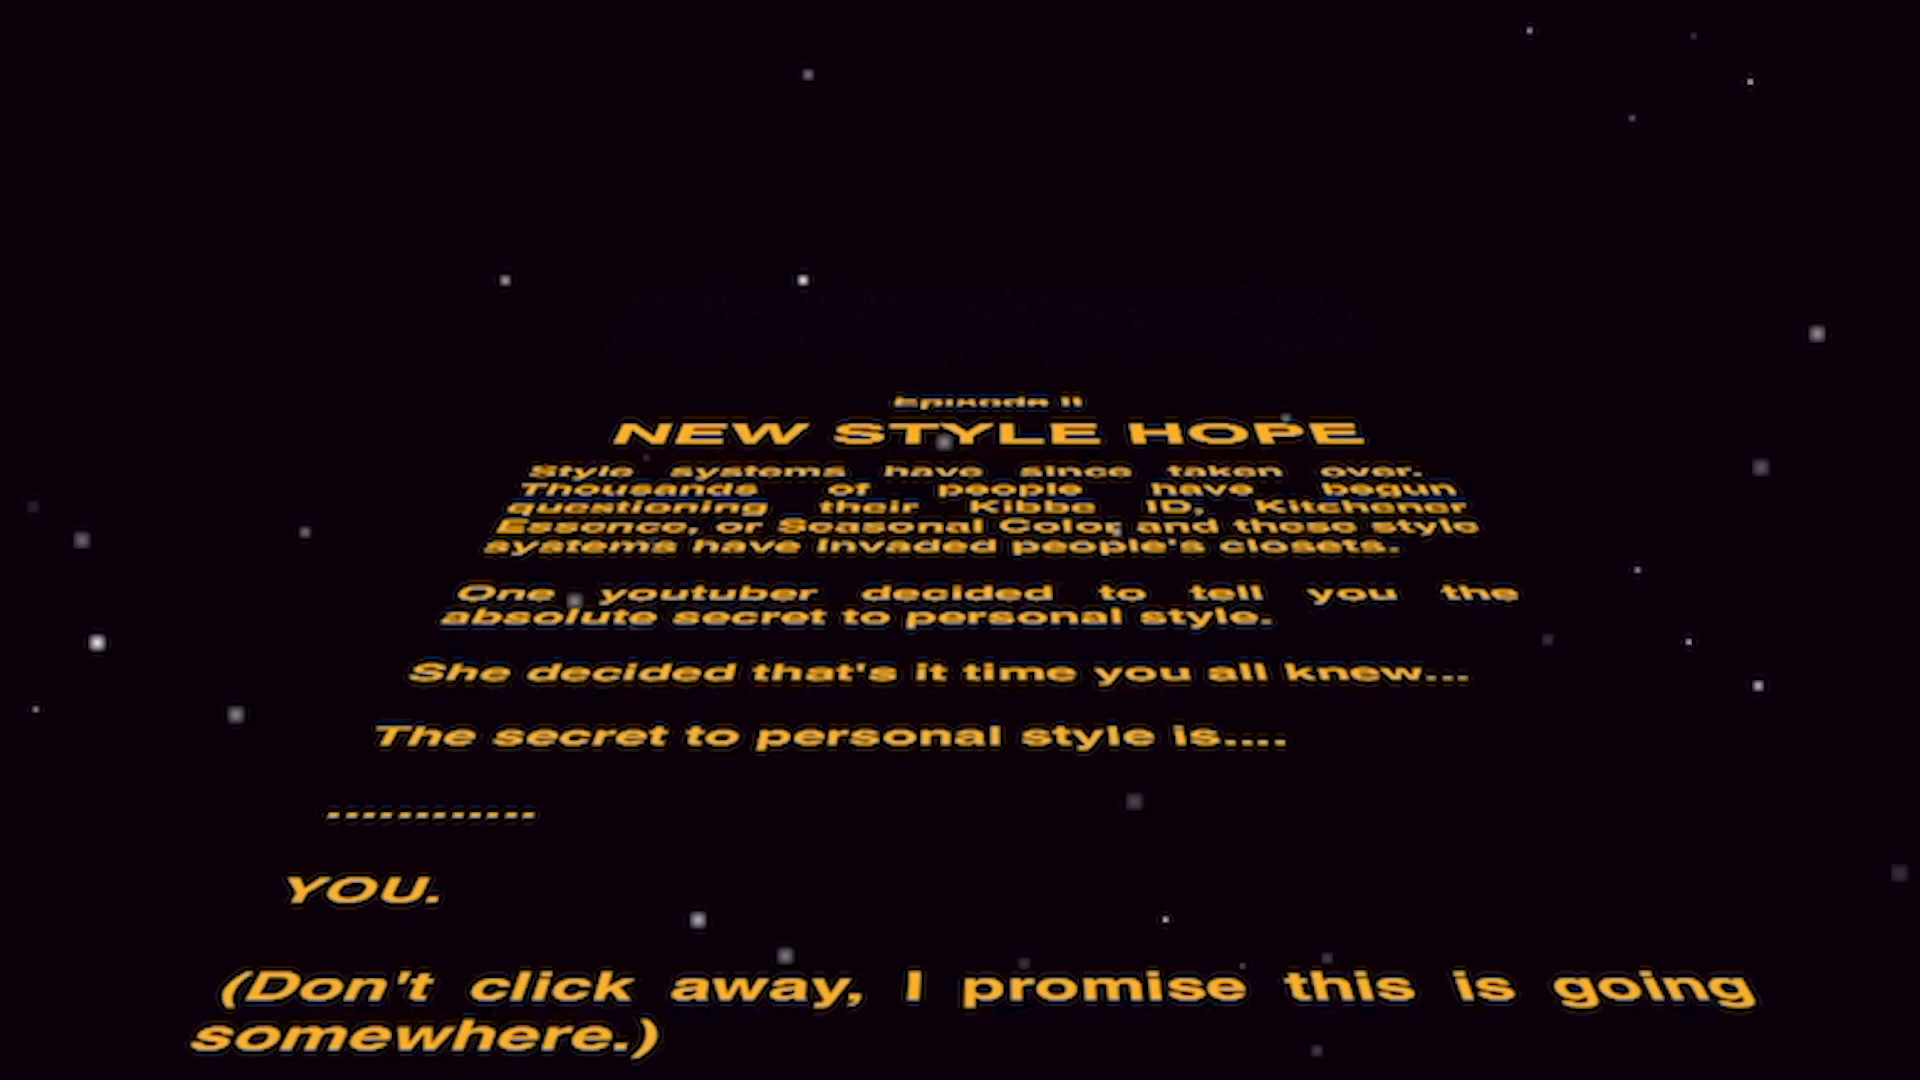 Episode II
NEW STYLE HOPE
Style systems have since taken over.
Thousands of people have begun
questioning their Kibbe ID, Kitchener
Essence, or Seasonal Color, and these style
systems have invaded people's closets.
One youtuber decided to tell you the
absolute secret to personal style.
She decided that's it time you all knew...
The secret to personal style is....
............
YOU.
(Don't click away, I promise this is going
somewhere.)